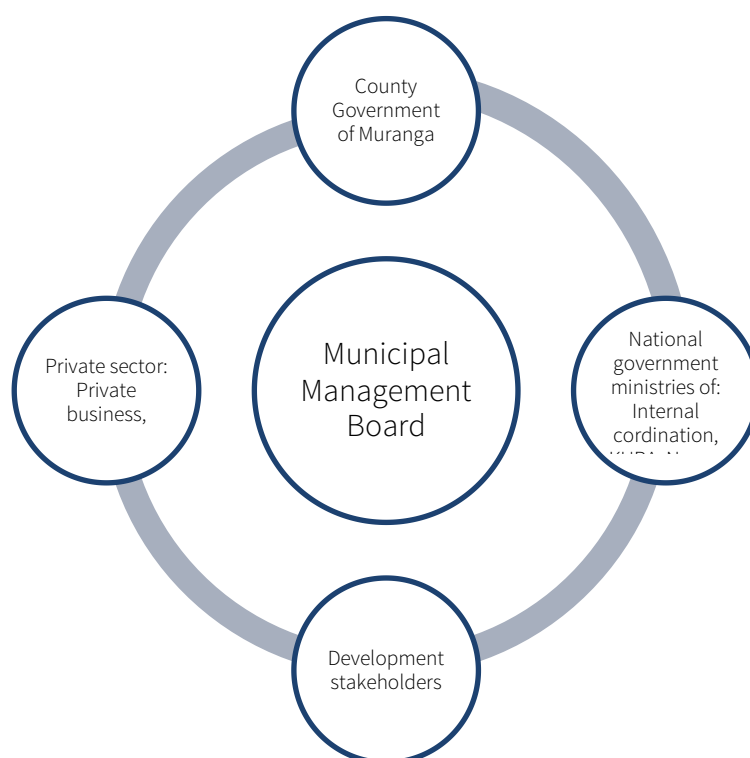 County
Government
of Muranga
Private sector:
Private
business,
Municipal
Management
Board
National
government
ministries of:
Internal
cordination,
Development
stakeholders